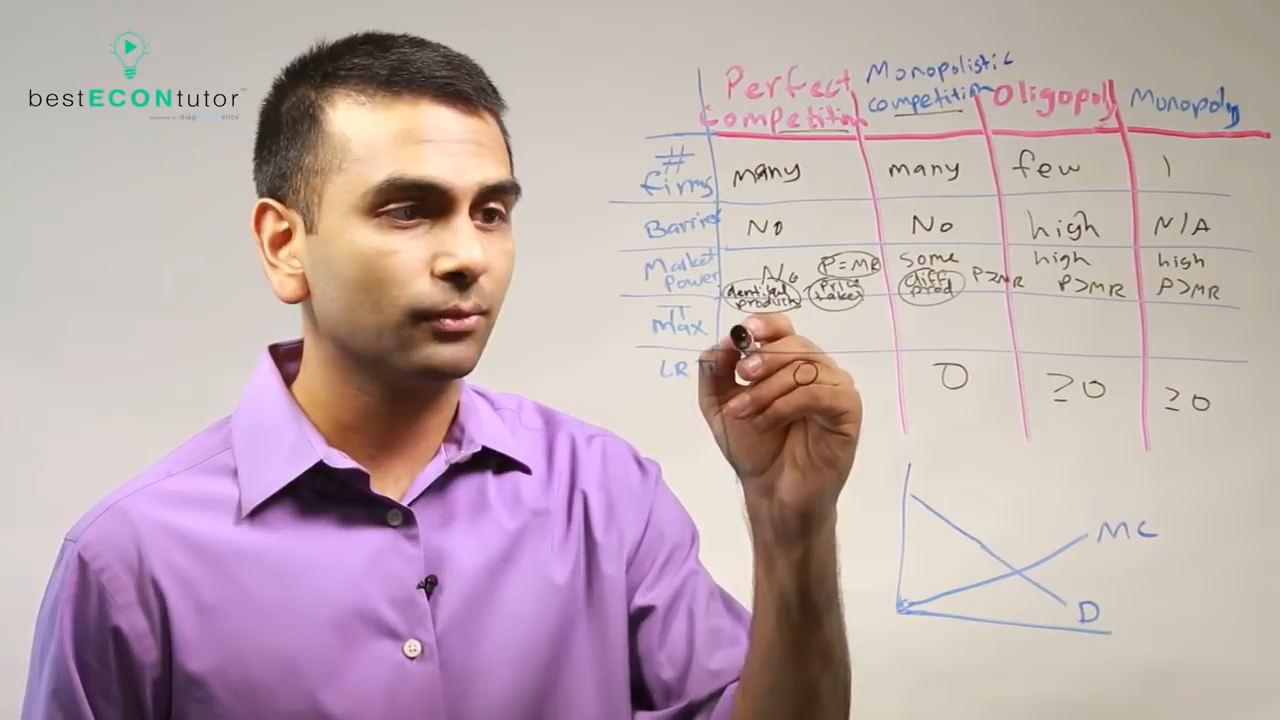 bestECONtutor
Perfect
Competition
Monopolistic
competition
Oligopoly
Monopoly
#
firms
many
many
few
1
Barriers
No
No
high
N/A
Market
Power
No
P=MR
identical
products
price
taker
some
diff
prod
P≥MR
high
P>MR
high
P>MR
π
max
LR π
0
0
≥0
≥0
MC
D